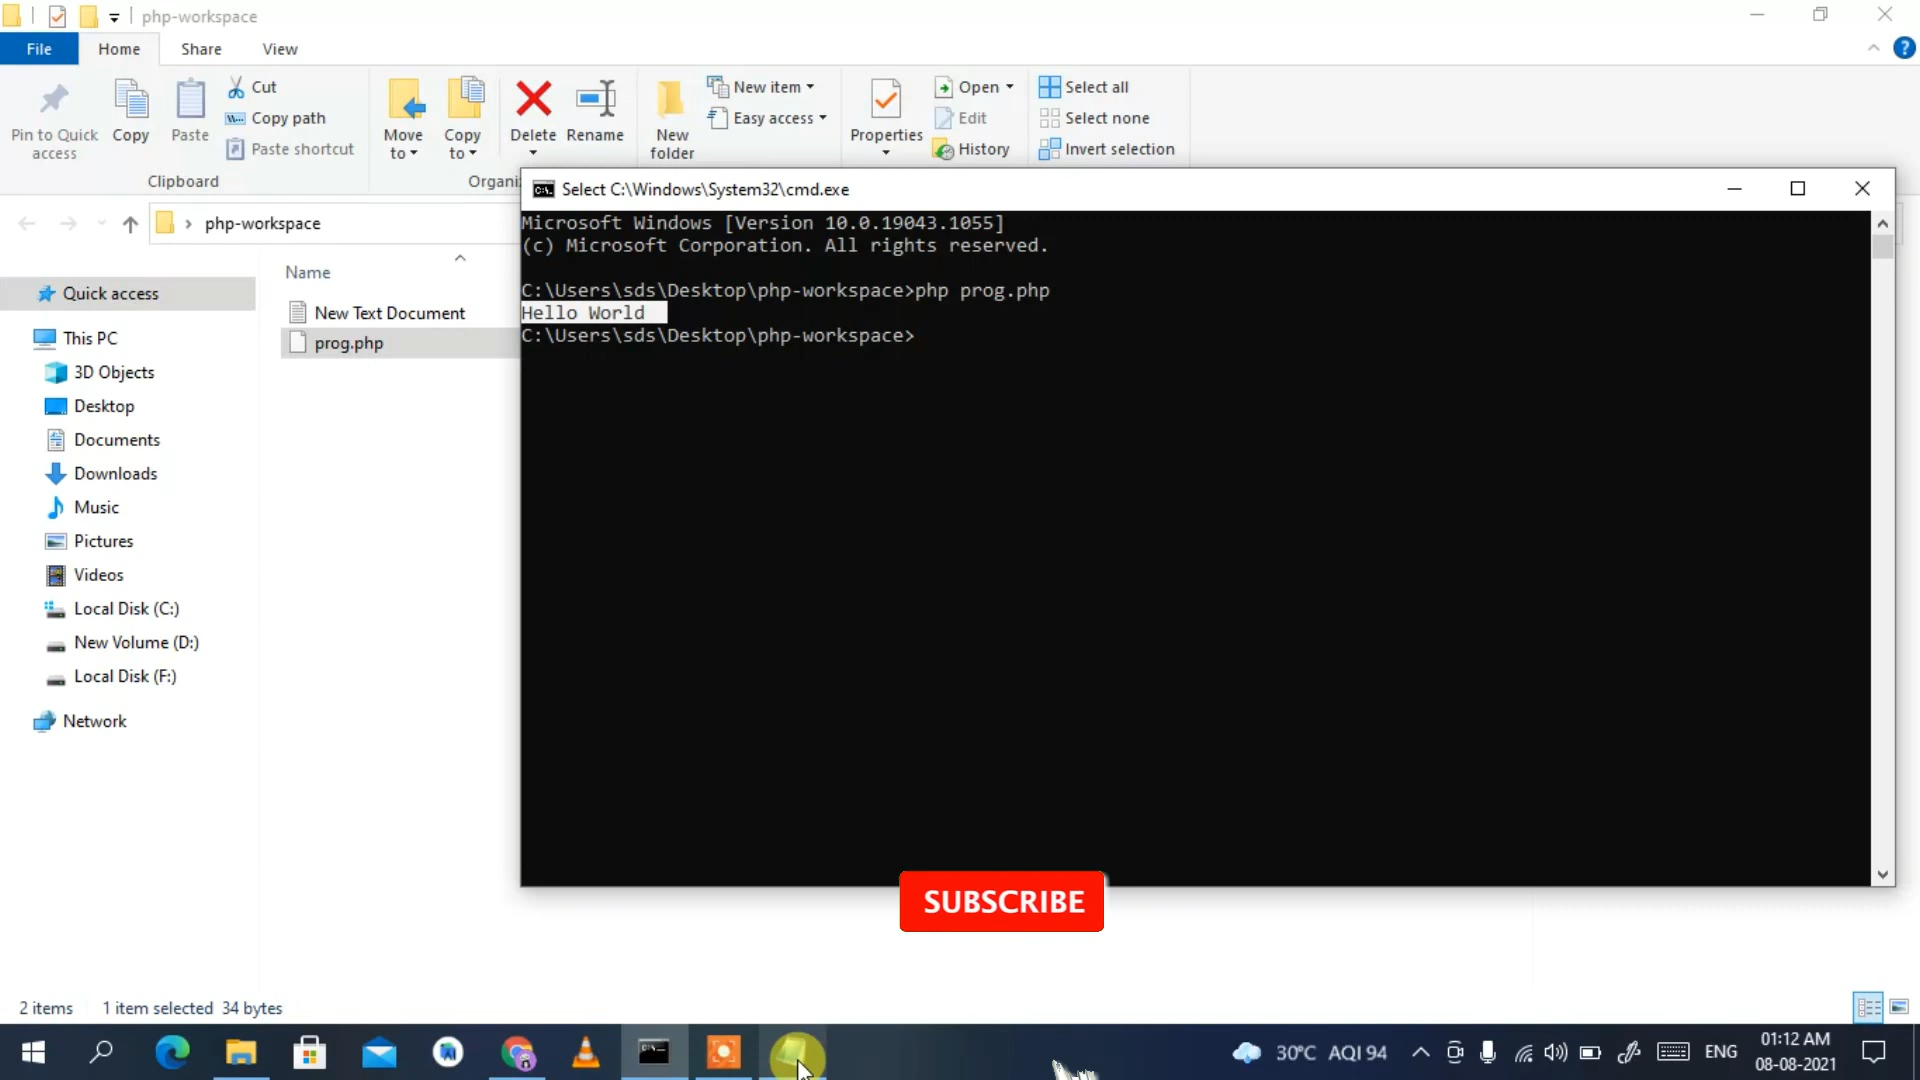 php-workspace
File Home Share View
Pin to Quick access
Copy
Paste
Cut
Copy path
Paste shortcut
Clipboard
Move to
Copy to
Delete
Rename
Organi
New folder
New item
Easy access
Properties
Open
Edit
History
Select all
Select none
Invert selection
php-workspace
Name
New Text Document
prog.php
Quick access
This PC
3D Objects
Desktop
Documents
Downloads
Music
Pictures
Videos
Local Disk (C:)
New Volume (D:)
Local Disk (F:)
Network
Select C:\Windows\System32\cmd.exe
Microsoft Windows [Version 10.0.19043.1055]
(c) Microsoft Corporation. All rights reserved.
C:\Users\sds\Desktop\php-workspace>php prog.php
Hello World
C:\Users\sds\Desktop\php-workspace>
SUBSCRIBE
2 items 1 item selected 34 bytes
30°C AQI 94
ENG
01:12 AM
08-08-2021